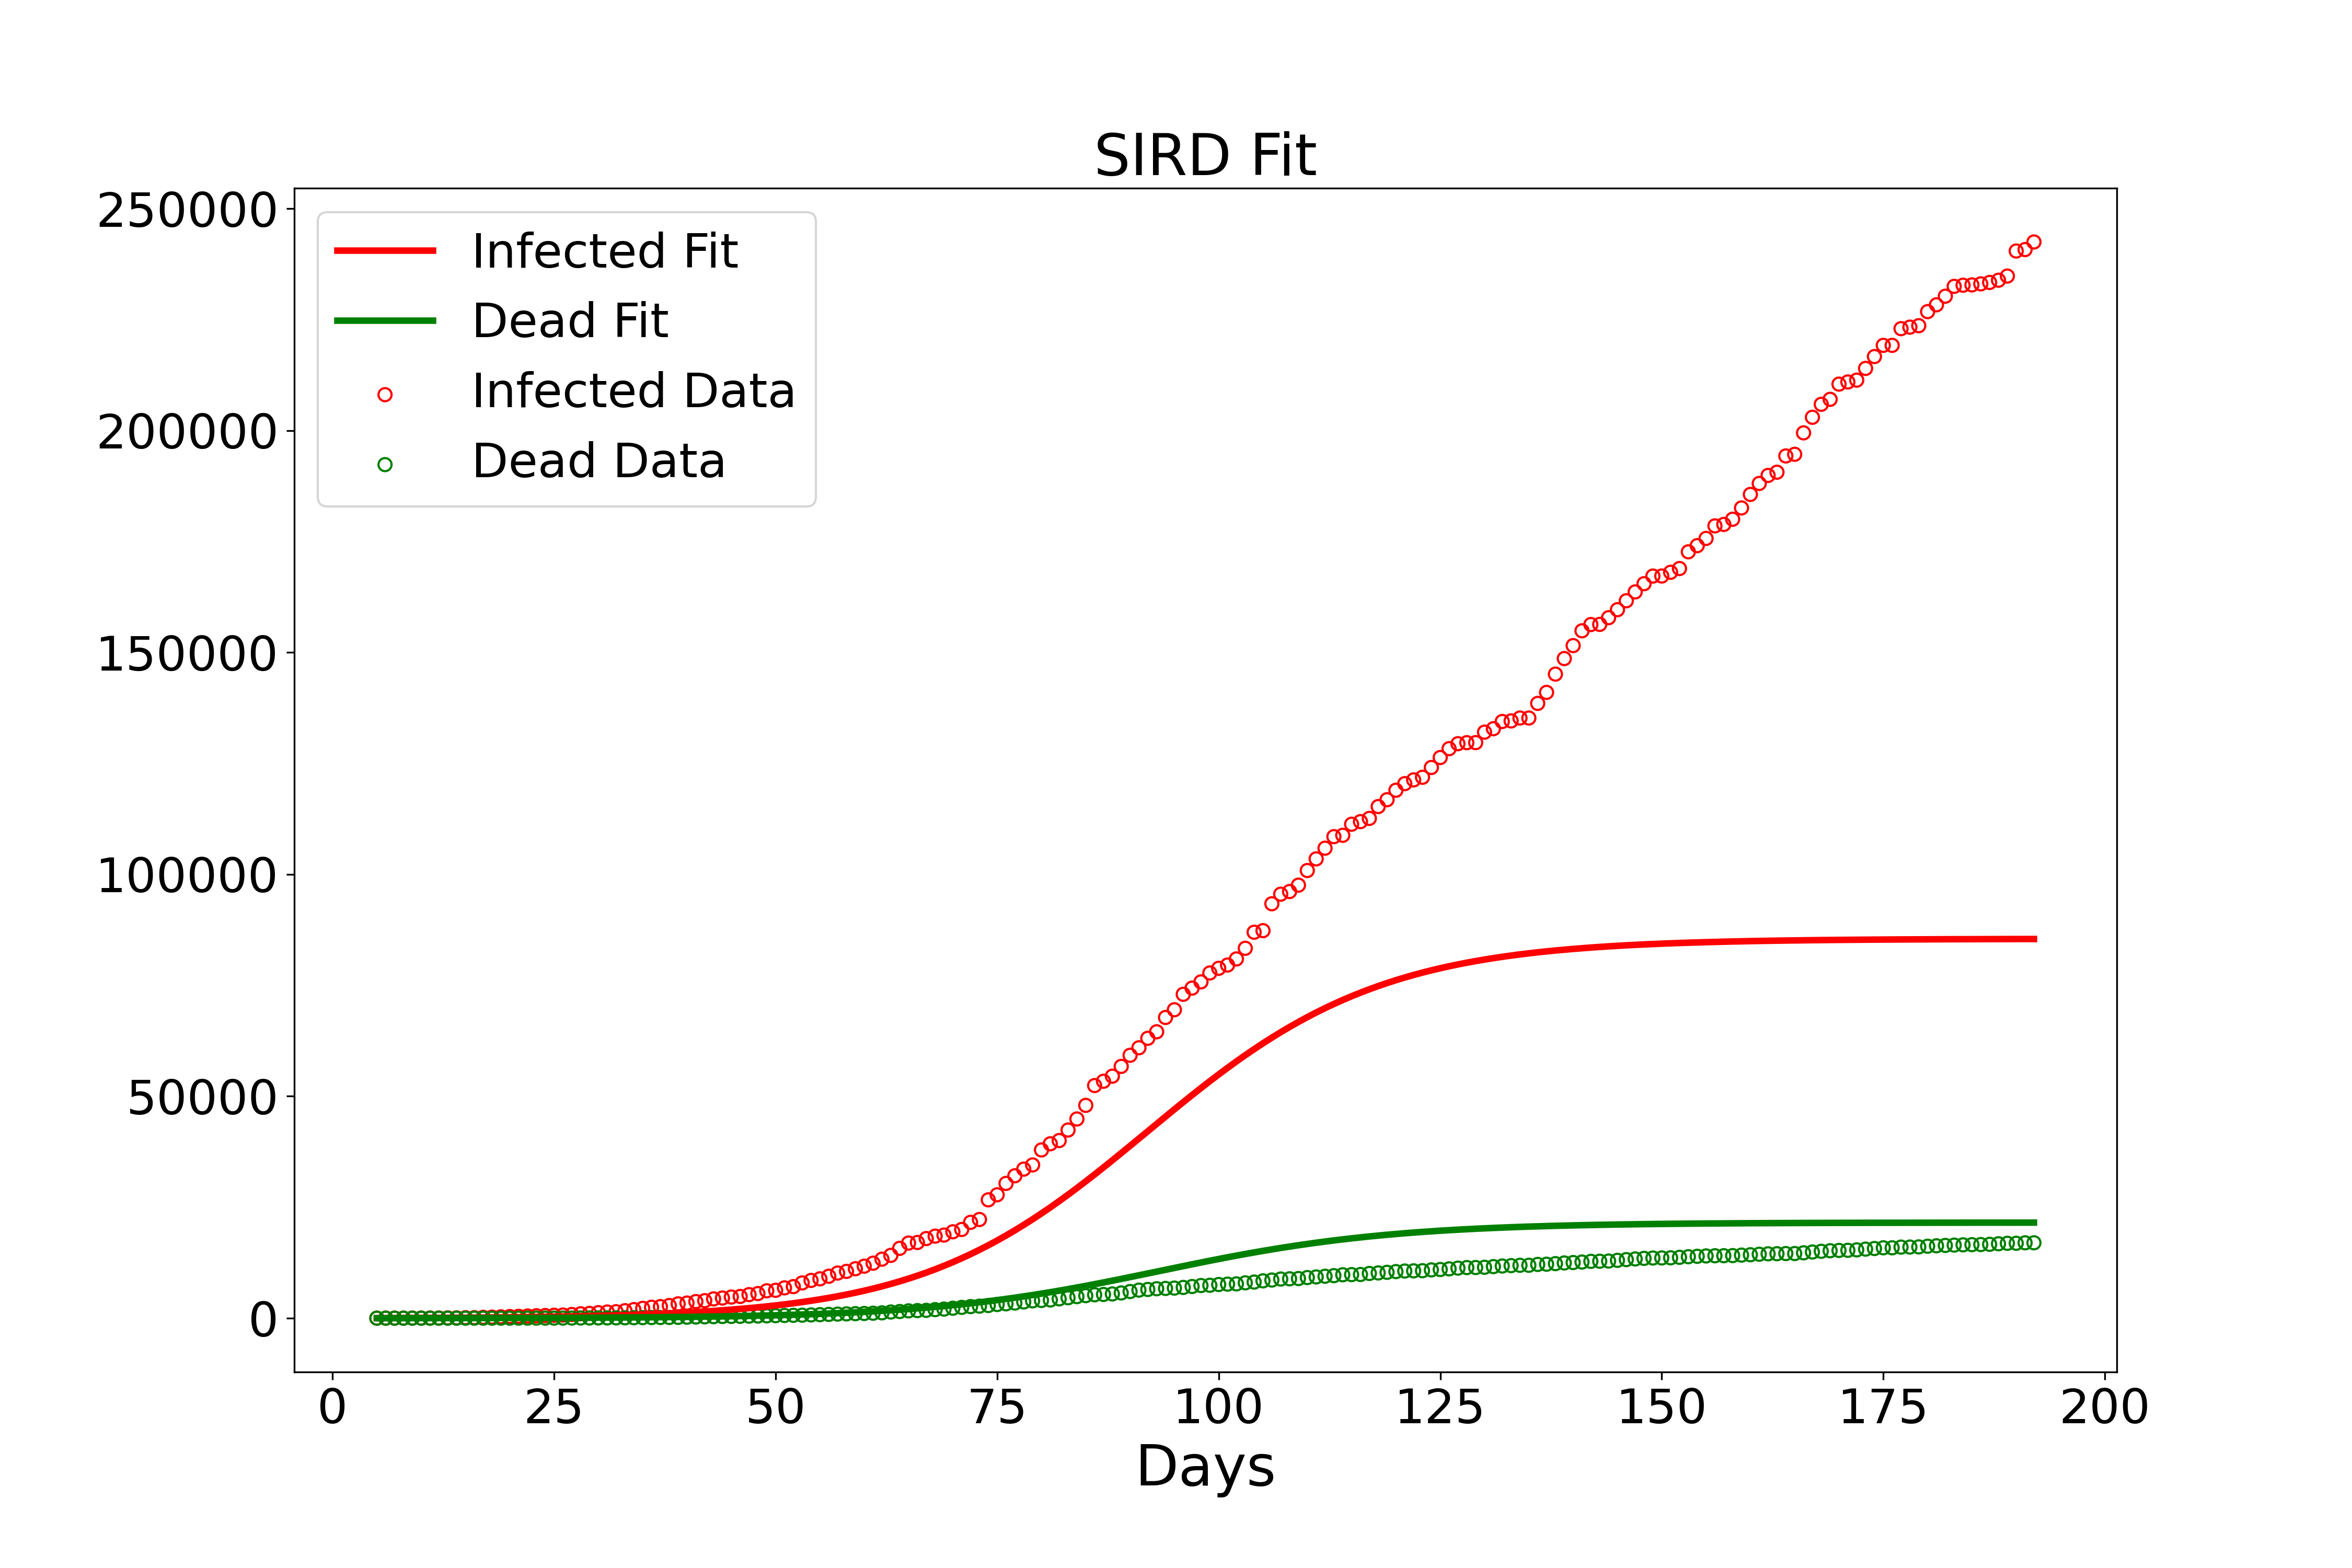 SIRD Fit
250000
200000
150000
100000
50000
0
Infected Fit
Dead Fit
Infected Data
Dead Data
0 25 50 75 100 125 150 175 200
Days